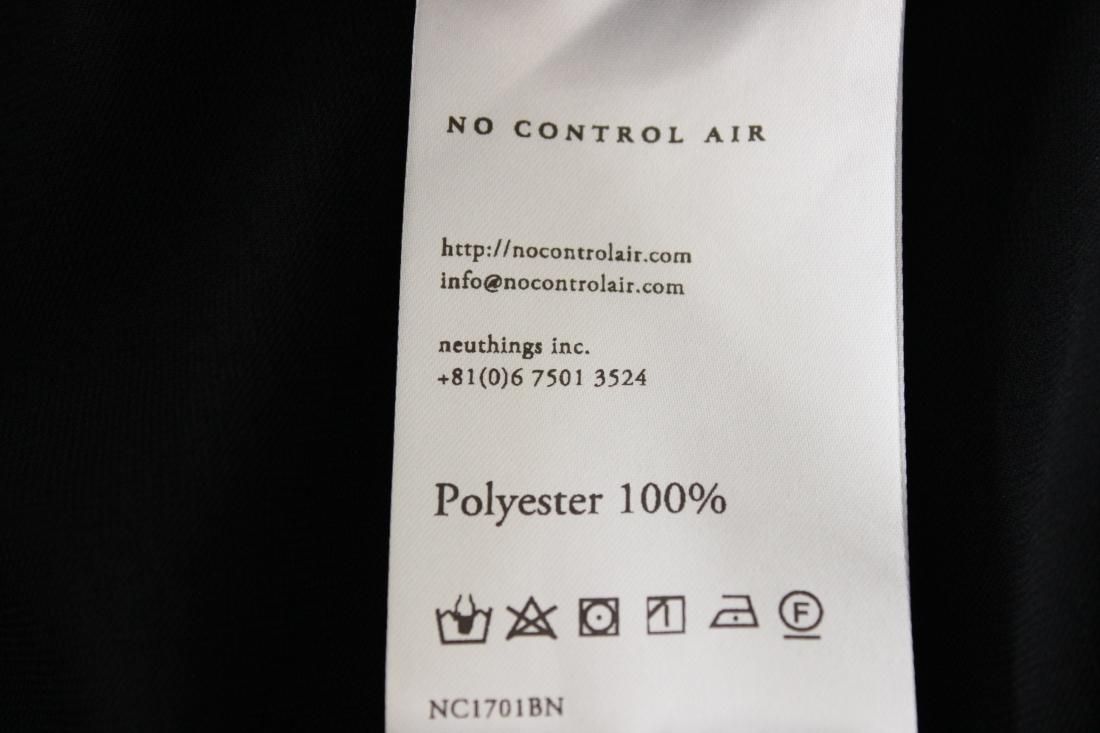 NO CONTROL AIR
http://nocontrolair.com
info@nocontrolair.com
neuthings inc.
+81(0)6 7501 3524
Polyester 100%
F
NC1701BN